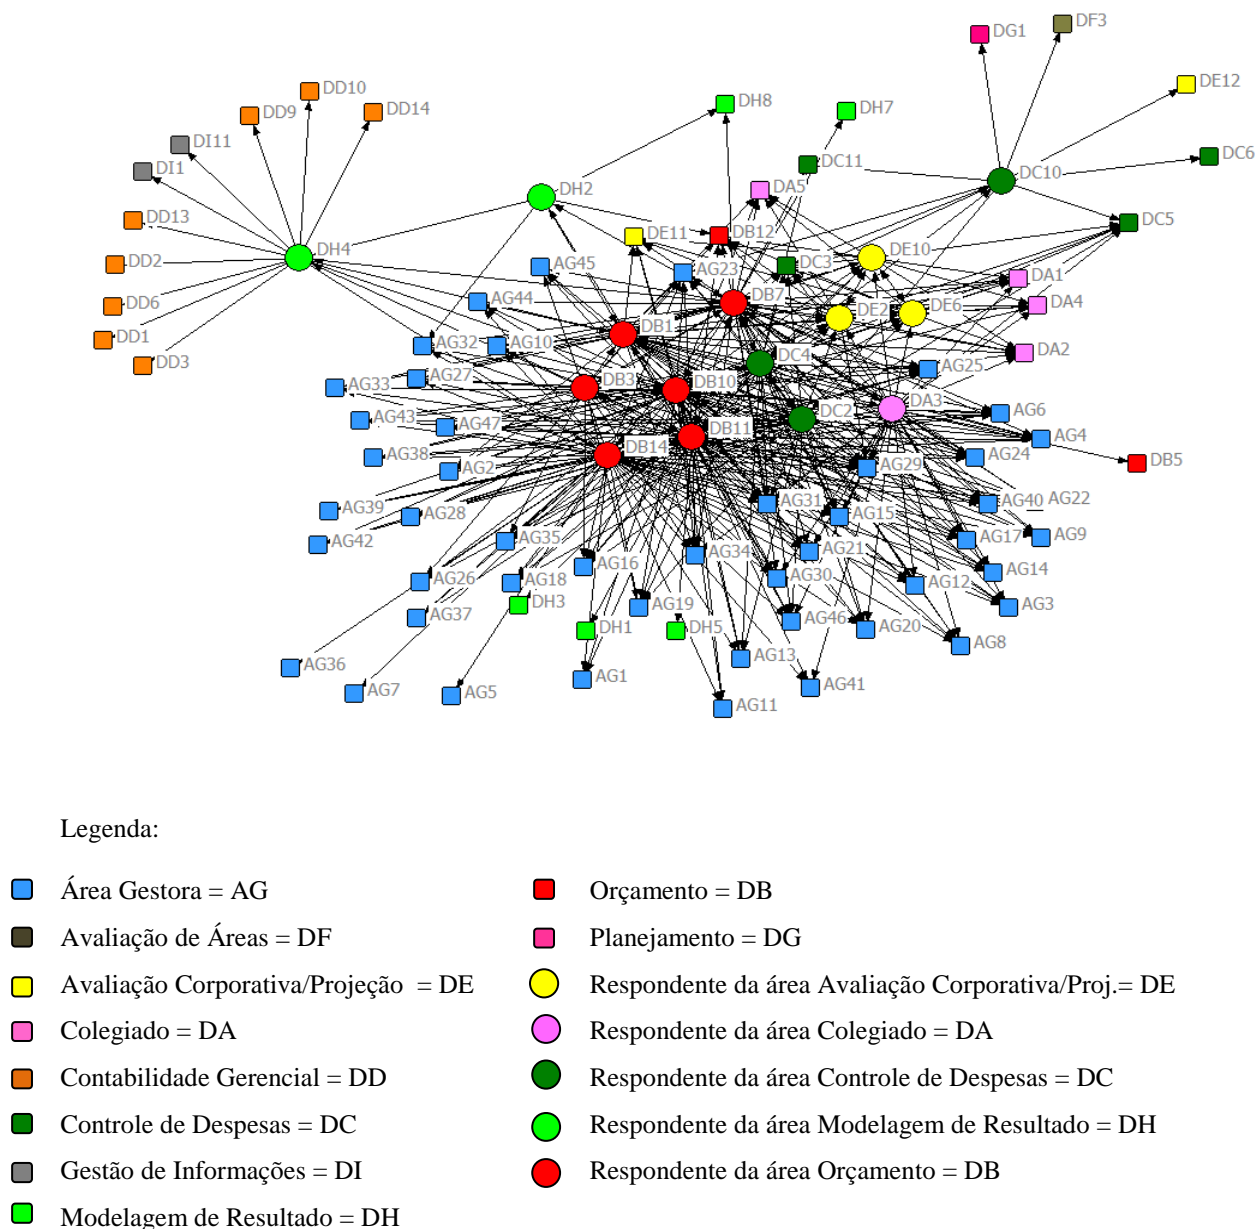 DF3
DG1
DE12
DD10
DH8
DH7
DD9
DD14
DI11
DC11
DC6
DI1
DC10
DA5
DH2
DD13
DC5
DE11
DB12
DH4
DE10
DD2
AG45
AG23
DC3
DA1
AG44
DB7
DA4
DD6
DE2
DE6
DB1
DD1
AG32
AG10
DA2
DD3
DC4
AG25
AG33
AG27
DB3
DB10
DA3
AG6
AG43
AG47
DC2
DB11
AG4
AG38
AG2
DB14
AG29
AG24
DB5
AG39
AG28
AG31
AG15
AG40
AG22
AG42
AG35
AG34
AG21
AG17
AG9
AG26
AG18
AG16
AG30
AG12
AG14
AG37
DH3
AG19
AG46
AG3
DH1
DH5
AG20
AG8
AG36
AG13
AG7
AG5
AG1
AG41
AG11
Legenda:
Área Gestora = AG
Orçamento = DB
Avaliação de Áreas = DF
Planejamento = DG
Avaliação Corporativa/Projeção = DE
Respondente da área Avaliação Corporativa/Proj.= DE
Colegiado = DA
Respondente da área Colegiado = DA
Contabilidade Gerencial = DD
Respondente da área Controle de Despesas = DC
Controle de Despesas = DC
Respondente da área Modelagem de Resultado = DH
Gestão de Informações = DI
Respondente da área Orçamento = DB
Modelagem de Resultado = DH